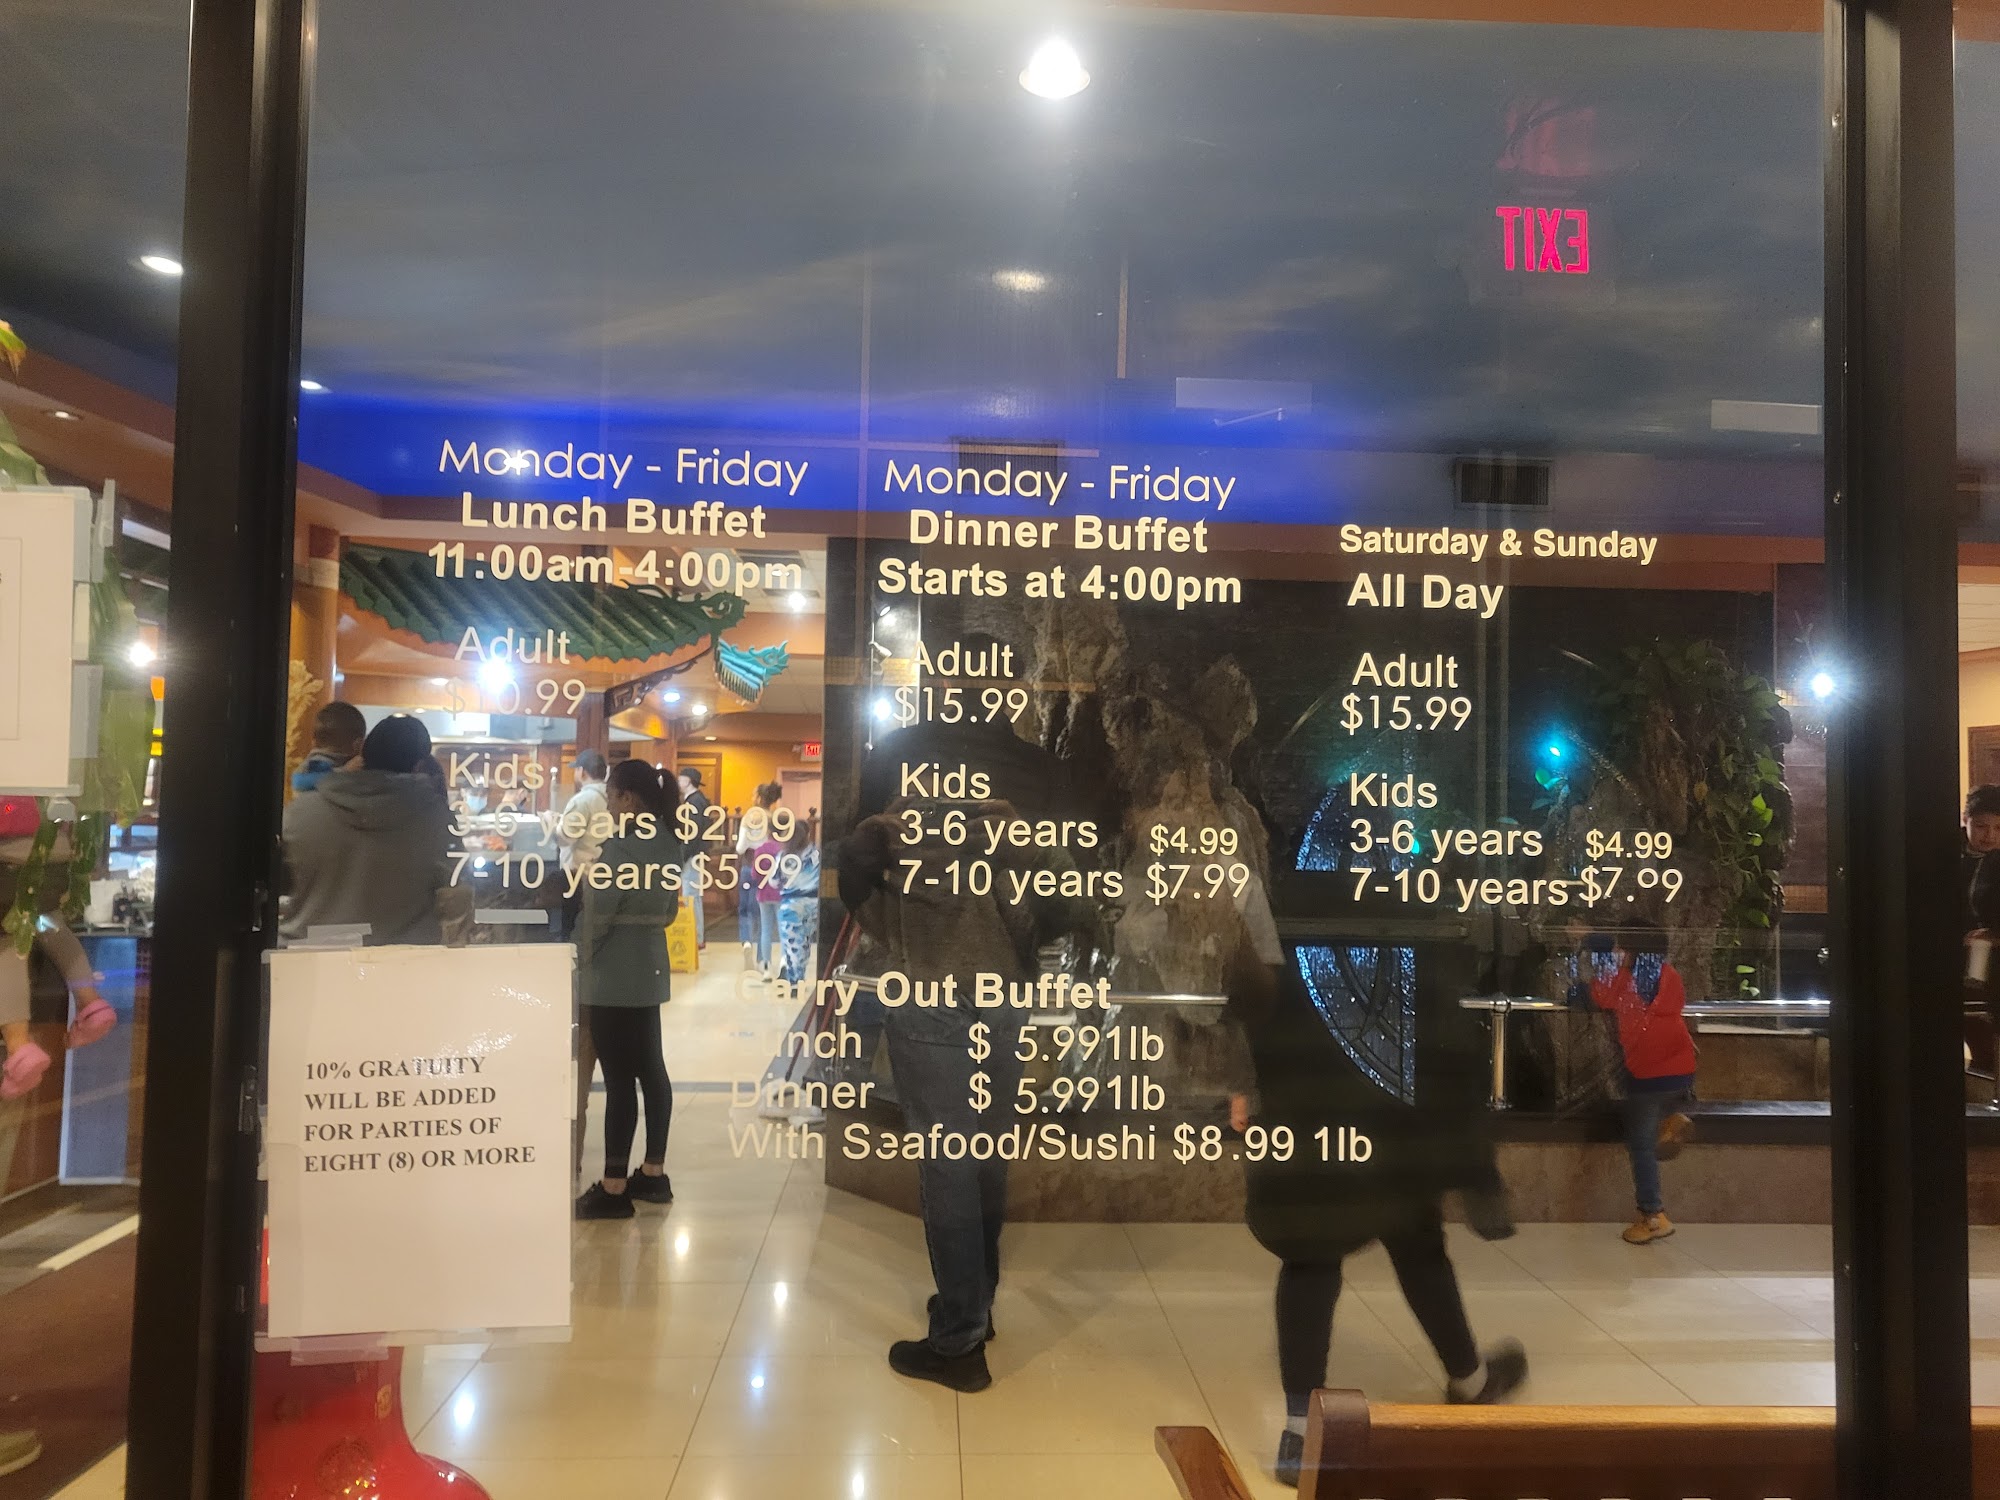 EXIT
Monday - Friday
Lunch Buffet
11:00am-4:00pm
Adult
$10.99
Kids
3-6 years $2.99
7-10 years $5.99
Monday - Friday
Dinner Buffet
Starts at 4:00pm
Adult
$15.99
Kids
3-6 years $4.99
7-10 years $7.99
Saturday & Sunday
All Day
Adult
$15.99
Kids
3-6 years $4.99
7-10 years $7.99
Carry Out Buffet
Lunch $ 5.991lb
Dinner $ 5.991lb
With Seafood/Sushi $8.99 1lb
10% GRATUITY
WILL BE ADDED
FOR PARTIES OF
EIGHT (8) OR MORE
EXIT